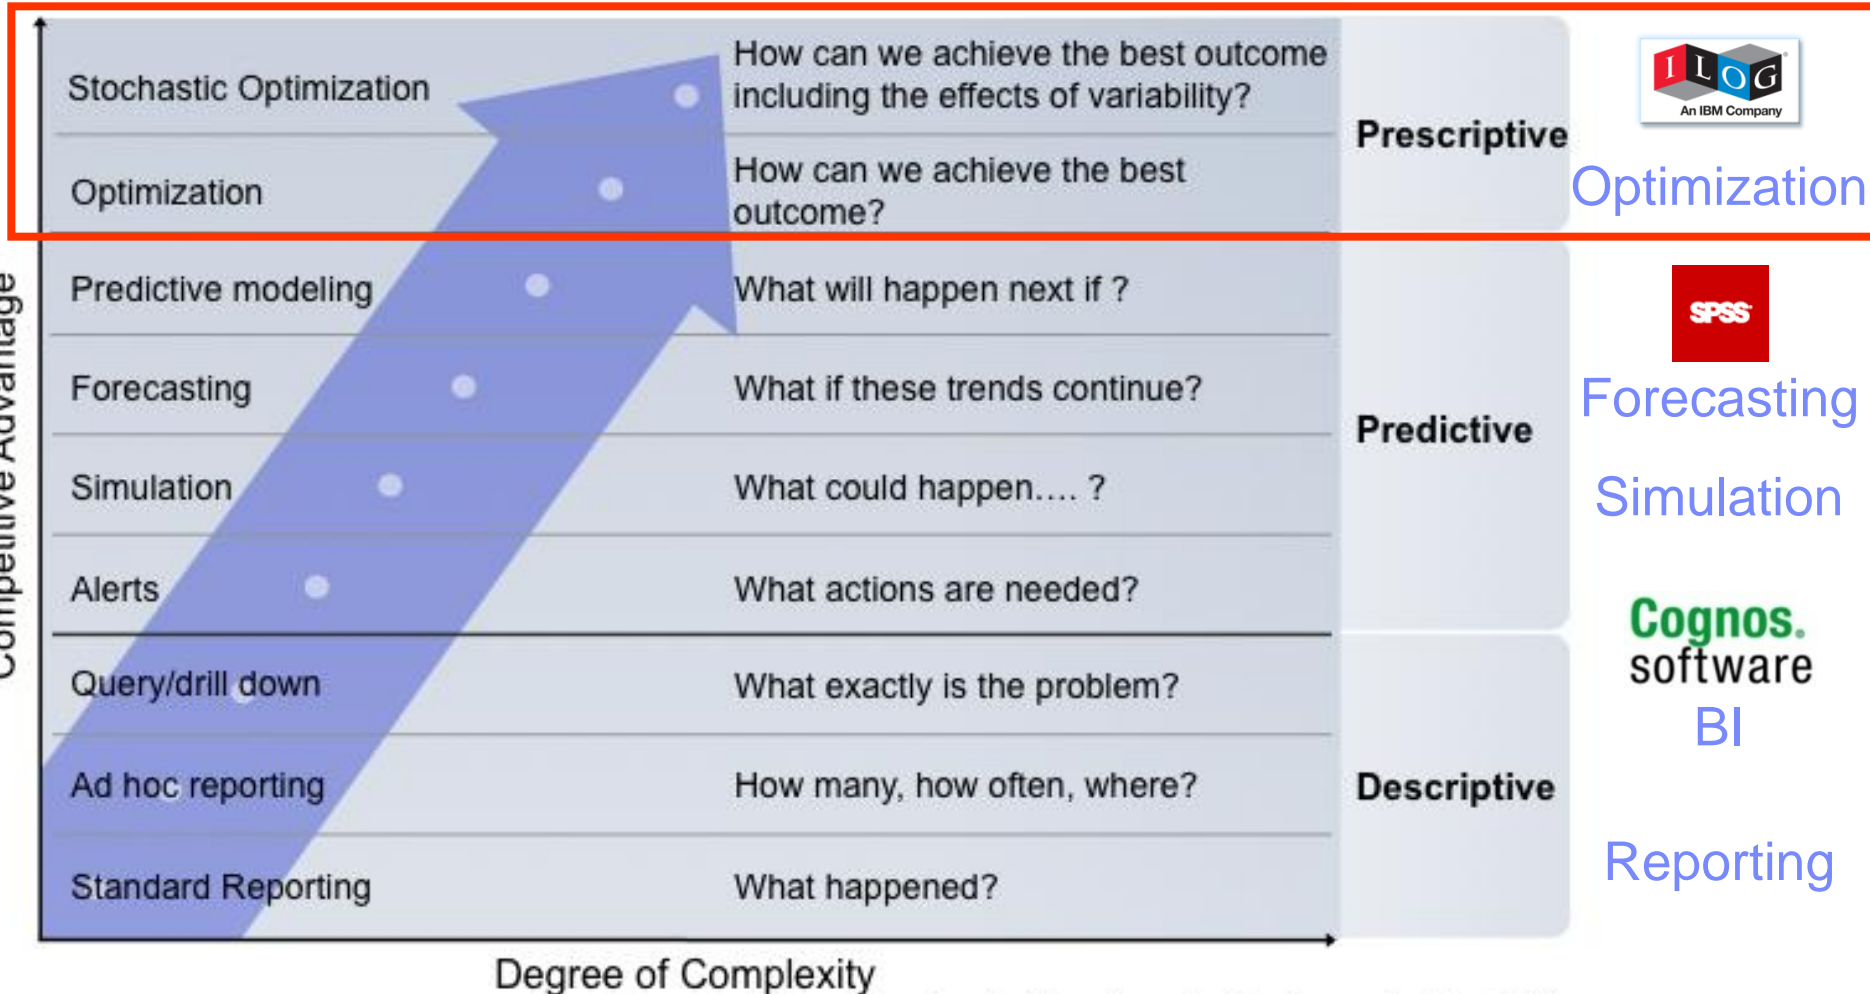 Stochastic Optimization
How can we achieve the best outcome
including the effects of variability?
Optimization
How can we achieve the best
outcome?
Prescriptive
ILOG
An IBM Company
Optimization
Predictive modeling
What will happen next if ?
Forecasting
What if these trends continue?
Simulation
What could happen.... ?
Alerts
What actions are needed?
Predictive
SPSS
Forecasting
Simulation
Query/drill down
What exactly is the problem?
Ad hoc reporting
How many, how often, where?
Standard Reporting
What happened?
Descriptive
Cognos.
software
BI
Reporting
Competitive Advantage
Degree of Complexity